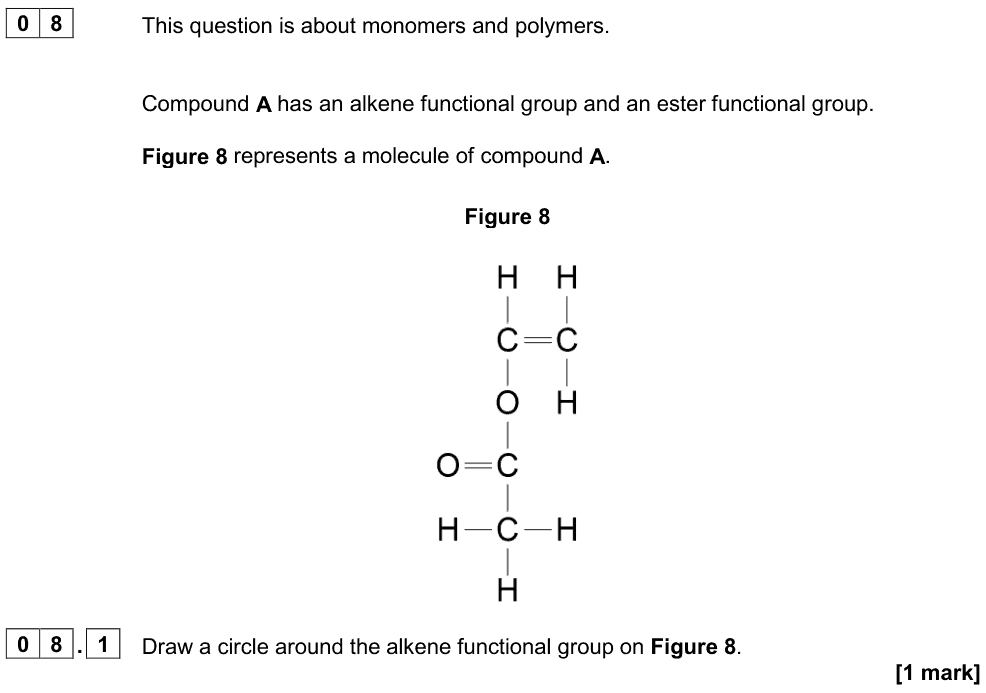 0 8 This question is about monomers and polymers.
Compound A has an alkene functional group and an ester functional group.
Figure 8 represents a molecule of compound A.
Figure 8
H H
C=C
O H
O=C
H–C–H
H
0 8 . 1 Draw a circle around the alkene functional group on Figure 8.
[1 mark]